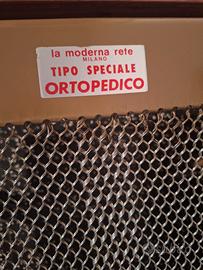 la moderna rete
MILANO
TIPO SPECIALE
ORTOPEDICO